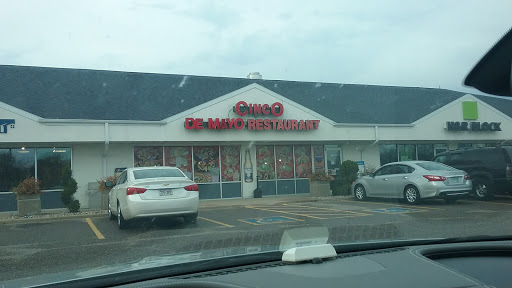 CINCO
DE MAYO RESTAURANT
H&R BLOCK